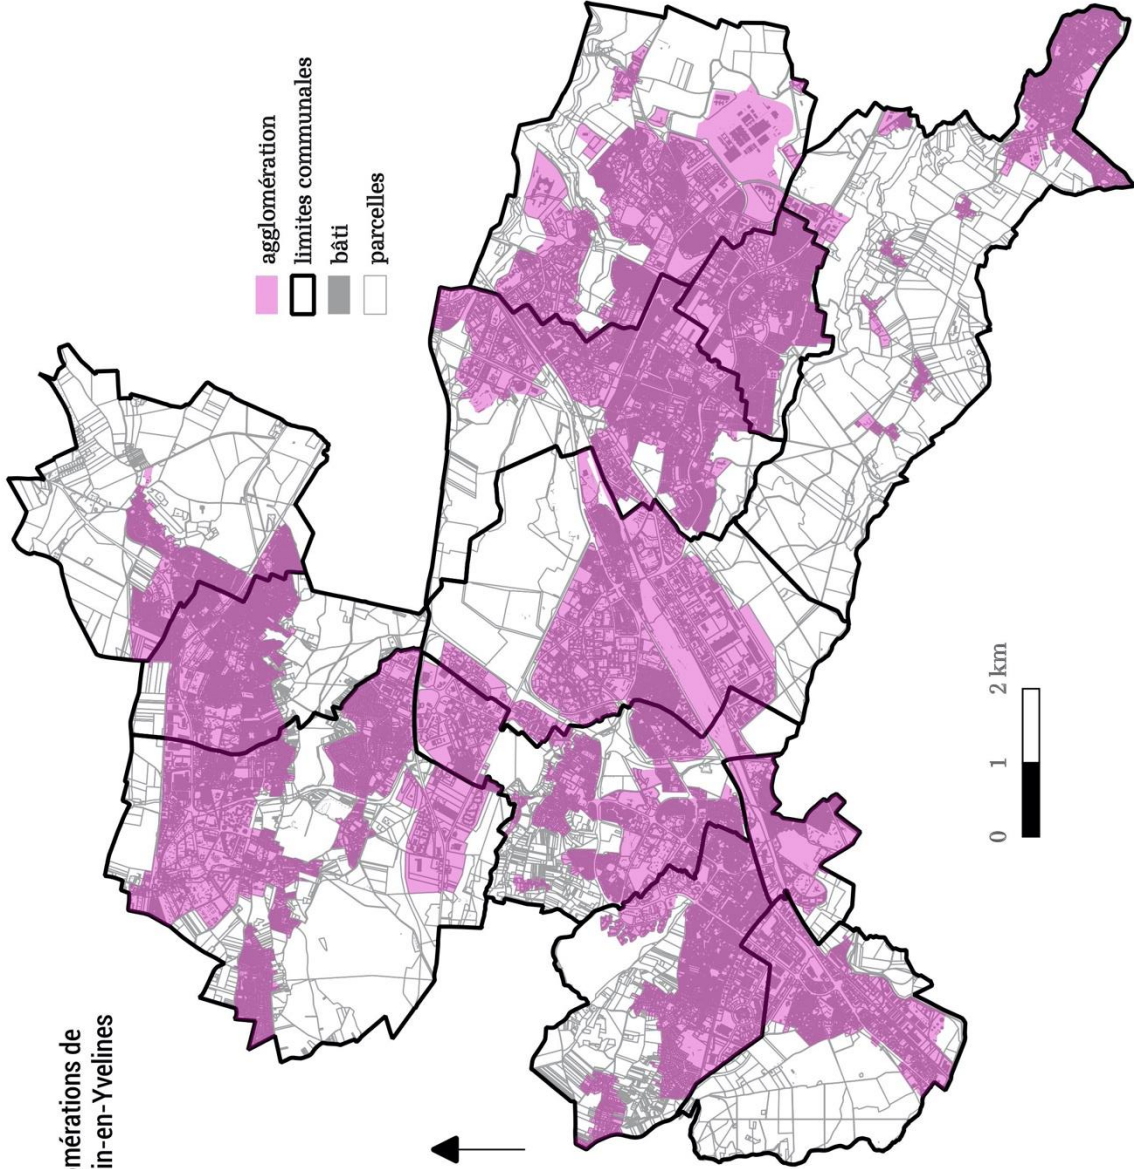 mérations de
in-en-Yvelines
agglomération
limites communales
bâti
parcelles
0 1 2 km